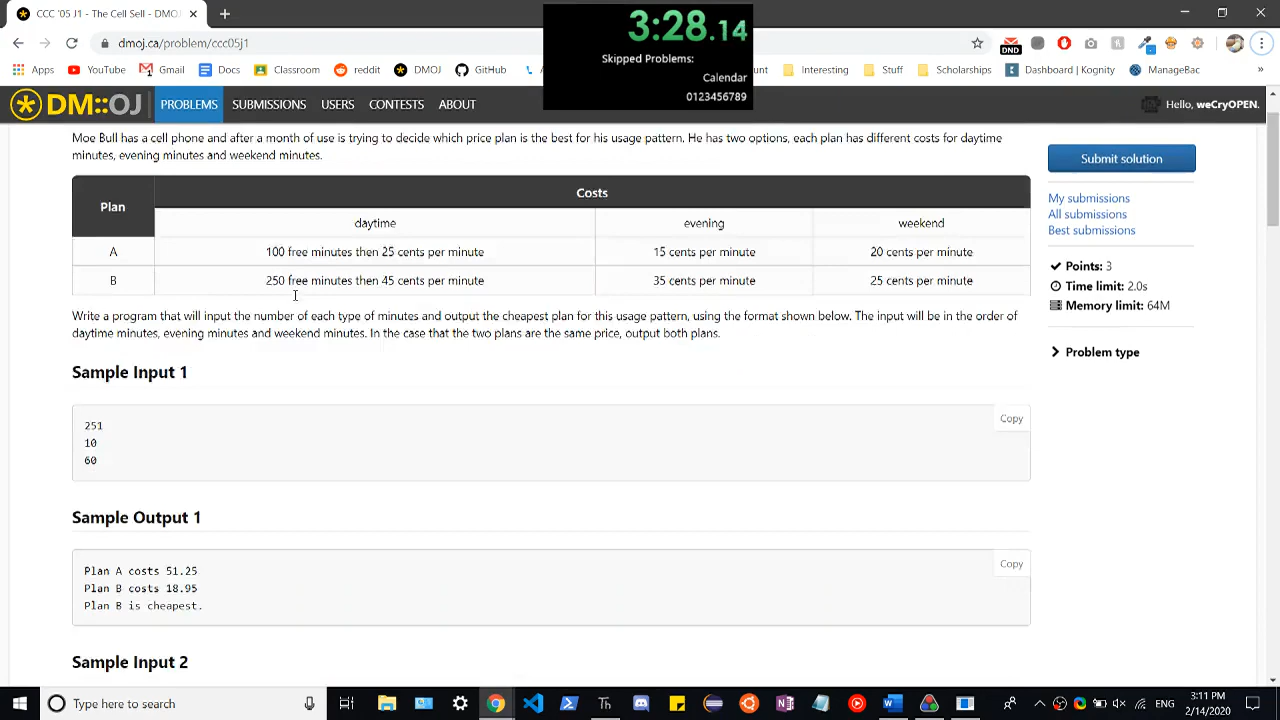 CCC '05 J1 - The Cell Sell - DMOJ
3:28.14
Skipped Problems:
Calendar
0123456789
dmoj.ca/problem/ccc05j1
DND
Apps
YouTube
Gmail
Docs
Classroom
reddit
DMOJ
GitHub
Interesting
Stuff
Scholarships
Dashboard | Kognity
ManageBac
»
DM::OJ
PROBLEMS
SUBMISSIONS
USERS
CONTESTS
ABOUT
Hello, weCryOPEN.
Moe Bull has a cell phone and after a month of use is trying to decide which price plan is the best for his usage pattern. He has two options, each plan has different costs for daytime
minutes, evening minutes and weekend minutes.
Plan
Costs
daytime
evening
weekend
A
100 free minutes then 25 cents per minute
15 cents per minute
20 cents per minute
B
250 free minutes then 45 cents per minute
35 cents per minute
25 cents per minute
Write a program that will input the number of each type of minutes and output the cheapest plan for this usage pattern, using the format shown below. The input will be in the order of
daytime minutes, evening minutes and weekend minutes. In the case that the two plans are the same price, output both plans.
Sample Input 1
Copy
251
10
60
Sample Output 1
Copy
Plan A costs 51.25
Plan B costs 18.95
Plan B is cheapest.
Sample Input 2
Submit solution
My submissions
All submissions
Best submissions
Points: 3
Time limit: 2.0s
Memory limit: 64M
Problem type
Type here to search
Th
ENG
3:11 PM
2/14/2020